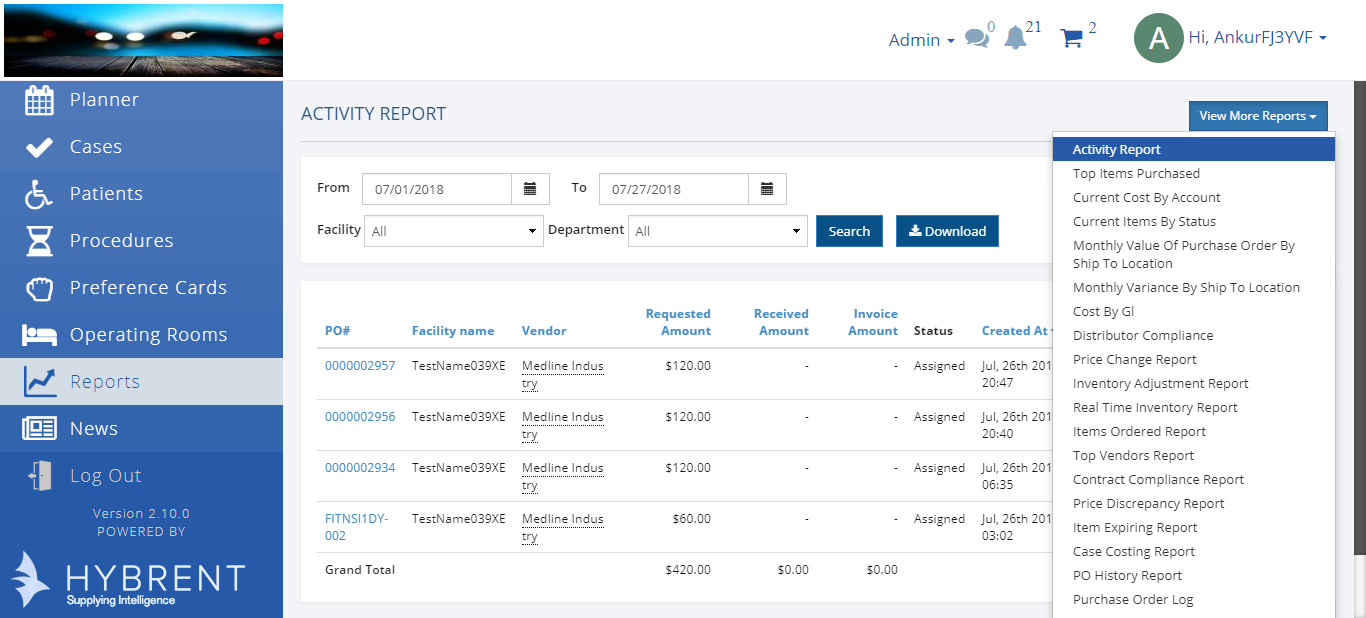 Admin 0 21 2 A Hi, AnkurFJ3YVF
Planner
Cases
Patients
Procedures
Preference Cards
Operating Rooms
Reports
News
Log Out
Version 2.10.0
POWERED BY
HYBRENT
Supplying Intelligence
ACTIVITY REPORT
View More Reports
From 07/01/2018 To 07/27/2018
Facility All Department All Search Download
PO# Facility name Vendor Requested Amount Received Amount Invoice Amount Status Created At
0000002957 TestName039XE Medline Indus $120.00 - - Assigned Jul, 26th 201
try 20:47
0000002956 TestName039XE Medline Indus $120.00 - - Assigned Jul, 26th 201
try 20:40
0000002934 TestName039XE Medline Indus $120.00 - - Assigned Jul, 26th 201
try 06:35
FITNSI1DY- TestName039XE Medline Indus $60.00 - - Assigned Jul, 26th 201
002 try 03:02
Grand Total $420.00 $0.00 $0.00
Activity Report
Top Items Purchased
Current Cost By Account
Current Items By Status
Monthly Value Of Purchase Order By
Ship To Location
Monthly Variance By Ship To Location
Cost By Gl
Distributor Compliance
Price Change Report
Inventory Adjustment Report
Real Time Inventory Report
Items Ordered Report
Top Vendors Report
Contract Compliance Report
Price Discrepancy Report
Item Expiring Report
Case Costing Report
PO History Report
Purchase Order Log